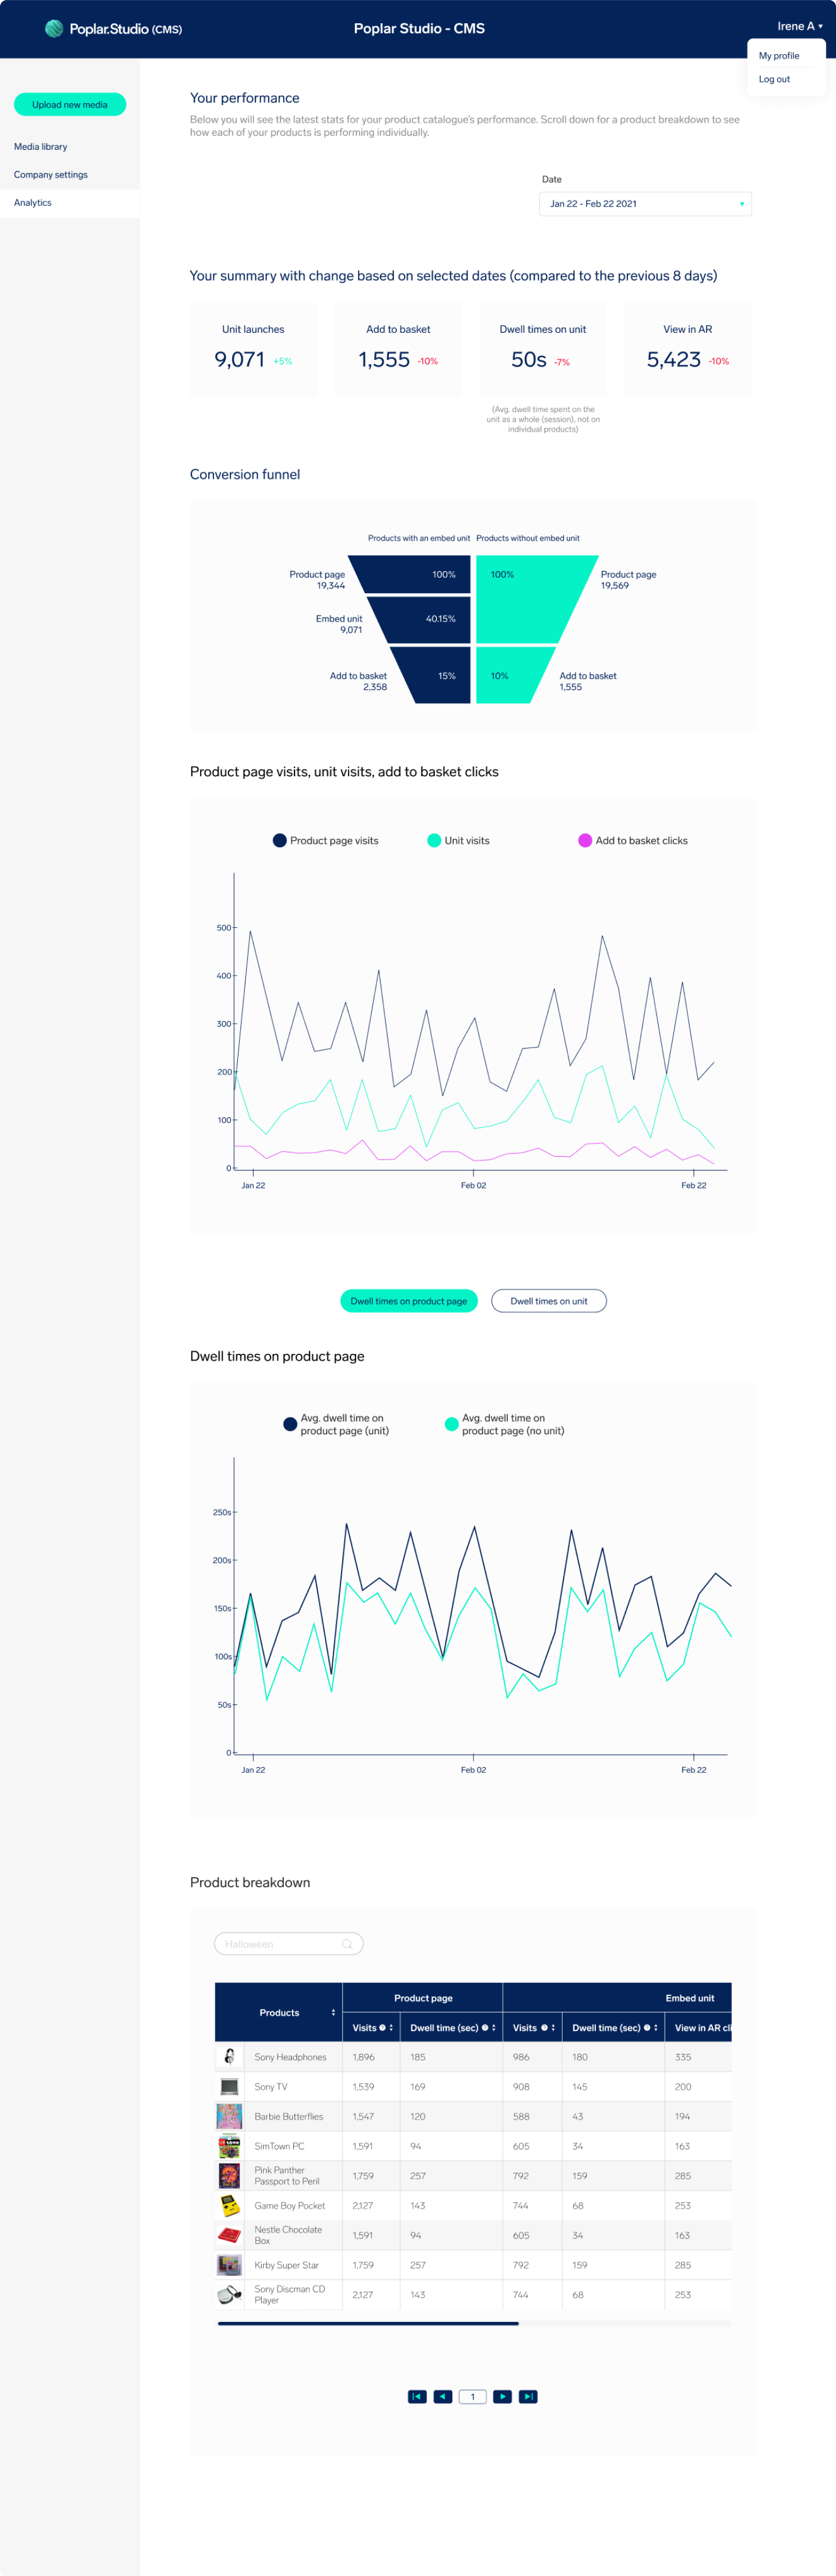 Poplar.Studio (CMS)
Poplar Studio - CMS
Irene A ▾
My profile
Log out
Upload new media
Media library
Company settings
Analytics
Your performance
Below you will see the latest stats for your product catalogue's performance. Scroll down for a product breakdown to see
how each of your products is performing individually.
Date
Jan 22 - Feb 22 2021
Your summary with change based on selected dates (compared to the previous 8 days)
Unit launches
9,071 +5%
Add to basket
1,555 -10%
Dwell times on unit
50s -7%
View in AR
5,423 -10%
(Avg. dwell time spent on the
unit as a whole (session), not on
individual products)
Conversion funnel
Products with an embed unit
Products without embed unit
Product page
19,344
100%
100%
Product page
19,569
Embed unit
9,071
40.15%
Add to basket
2,358
15%
10%
Add to basket
1,555
Product page visits, unit visits, add to basket clicks
Product page visits
Unit visits
Add to basket clicks
500
400
300
200
100
0
Jan 22
Feb 02
Feb 22
Dwell times on product page
Dwell times on unit
Dwell times on product page
Avg. dwell time on
product page (unit)
Avg. dwell time on
product page (no unit)
250s
200s
150s
100s
50s
0
Jan 22
Feb 02
Feb 22
Product breakdown
Halloween
Products
Product page
Embed unit
Visits
Dwell time (sec)
Visits
Dwell time (sec)
View in AR cli
Sony Headphones 1,896 185 986 180 335
Sony TV 1,539 169 908 145 200
Barbie Butterflies 1,547 120 588 43 194
SimTown PC 1,591 94 605 34 163
Pink Panther
Passport to Peril 1,759 257 792 159 285
Game Boy Pocket 2,127 143 744 68 253
Nestle Chocolate
Box 1,591 94 605 34 163
Kirby Super Star 1,759 257 792 159 285
Sony Discman CD
Player 2,127 143 744 68 253
1